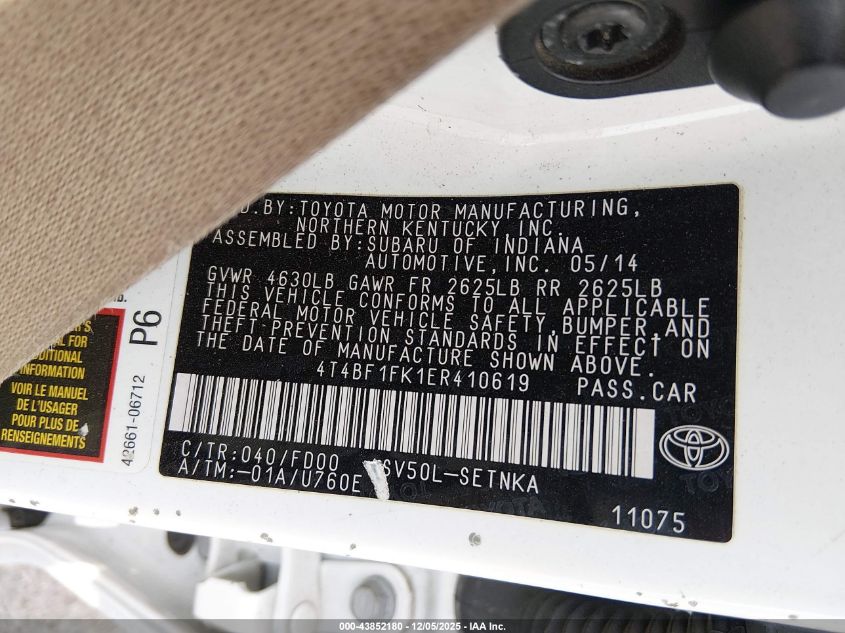 D.BY:TOYOTA MOTOR MANUFACTURING,
NORTHERN KENTUCKY, INC.
ASSEMBLED BY:SUBARU OF INDIANA
AUTOMOTIVE,INC. 05/14
GVWR 4630LB GAWR FR 2625LB RR 2625LB
THIS VEHICLE CONFORMS TO ALL APPLICABLE
FEDERAL MOTOR VEHICLE SAFETY,BUMPER,AND
THEFT PREVENTION STANDARDS IN EFFECT ON
THE DATE OF MANUFACTURE SHOWN ABOVE.
4T4BF1FK1ER410619 PASS.CAR
C/TR:040/FD00 SV50L-SETNKA
A/TM:-01A/U760E
11075
P6
42661-06712
FOR
ADDITIONAL
INFORMATION
VOIR LE MANUEL
DE L'USAGER
POUR PLUS DE
RENSEIGNEMENTS
TOYOTA
000-43852180 - 12/05/2025 - IAA Inc.